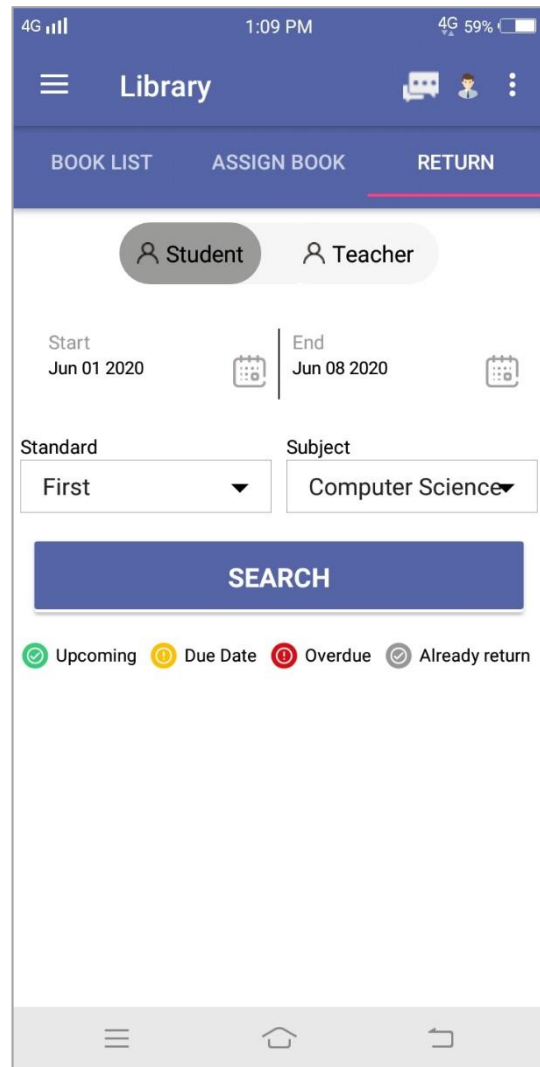 4G 1:09 PM 4G 59%
Library
BOOK LIST ASSIGN BOOK RETURN
Student Teacher
Start End
Jun 01 2020 Jun 08 2020
Standard Subject
First Computer Science
SEARCH
Upcoming Due Date Overdue Already return